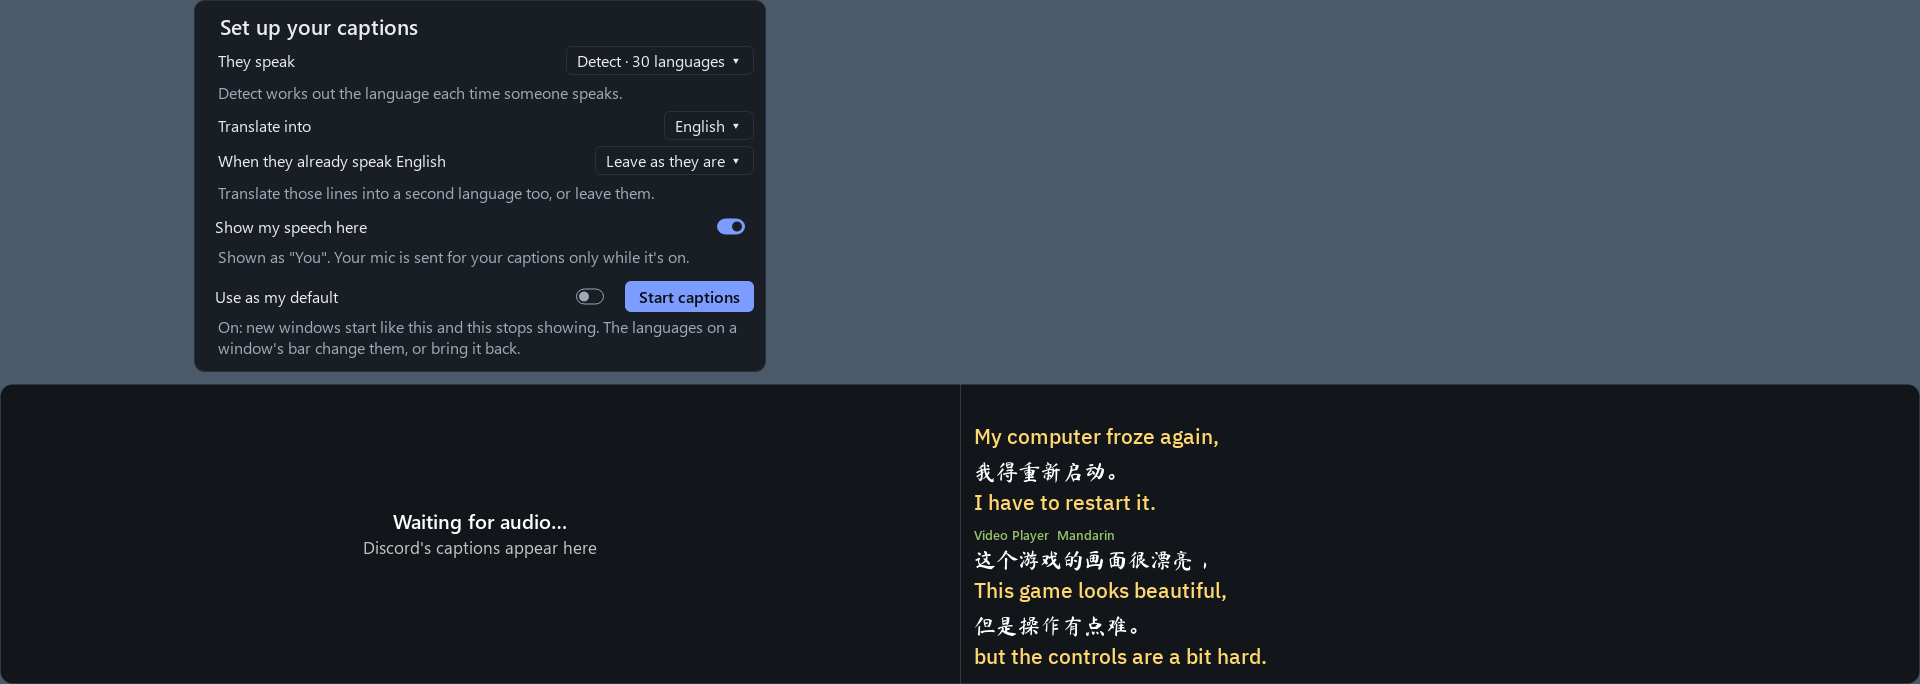 Set up your captions
They speak
Detect · 30 languages ▾
Detect works out the language each time someone speaks.
Translate into
English ▾
When they already speak English
Leave as they are ▾
Translate those lines into a second language too, or leave them.
Show my speech here
Shown as "You". Your mic is sent for your captions only while it's on.
Use as my default
Start captions
On: new windows start like this and this stops showing. The languages on a
window's bar change them, or bring it back.
Waiting for audio...
Discord's captions appear here
My computer froze again,
我得重新启动。
I have to restart it.
Video Player Mandarin
这个游戏的画面很漂亮，
This game looks beautiful,
但是操作有点难。
but the controls are a bit hard.